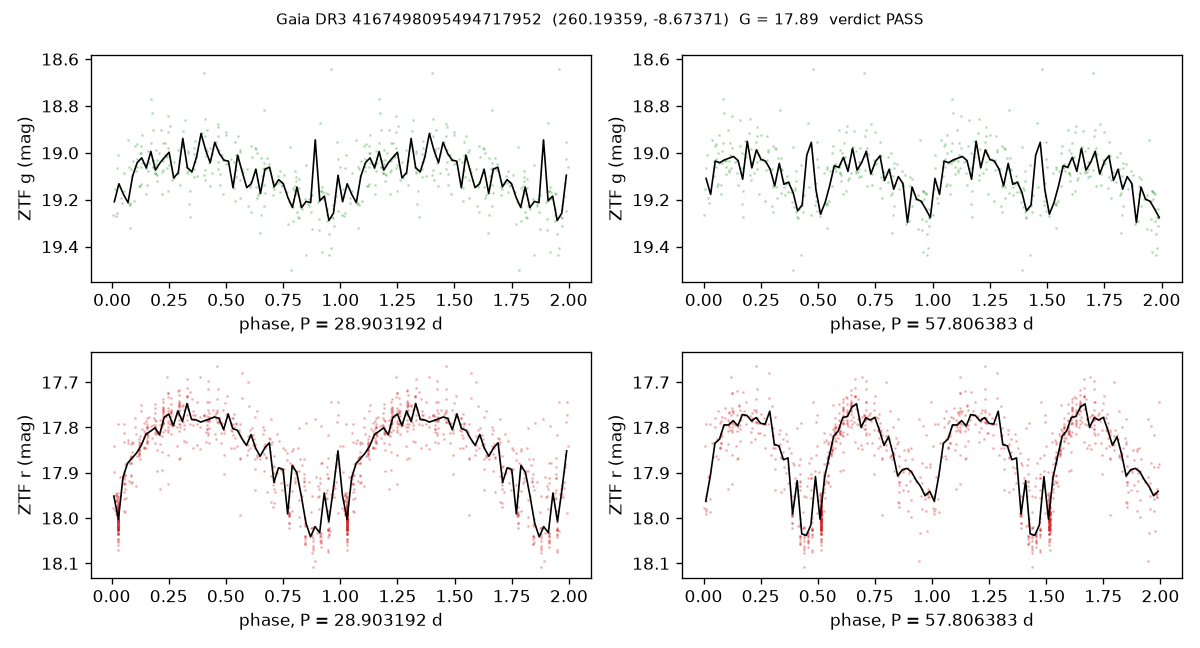 Gaia DR3 4167498095494717952  (260.19359, -8.67371)  G = 17.89  verdict PASS
ZTF g (mag)
18.6
18.8
19.0
19.2
19.4
0.00 0.25 0.50 0.75 1.00 1.25 1.50 1.75 2.00
phase, P = 28.903192 d
ZTF g (mag)
18.6
18.8
19.0
19.2
19.4
0.00 0.25 0.50 0.75 1.00 1.25 1.50 1.75 2.00
phase, P = 57.806383 d
ZTF r (mag)
17.7
17.8
17.9
18.0
18.1
0.00 0.25 0.50 0.75 1.00 1.25 1.50 1.75 2.00
phase, P = 28.903192 d
ZTF r (mag)
17.7
17.8
17.9
18.0
18.1
0.00 0.25 0.50 0.75 1.00 1.25 1.50 1.75 2.00
phase, P = 57.806383 d